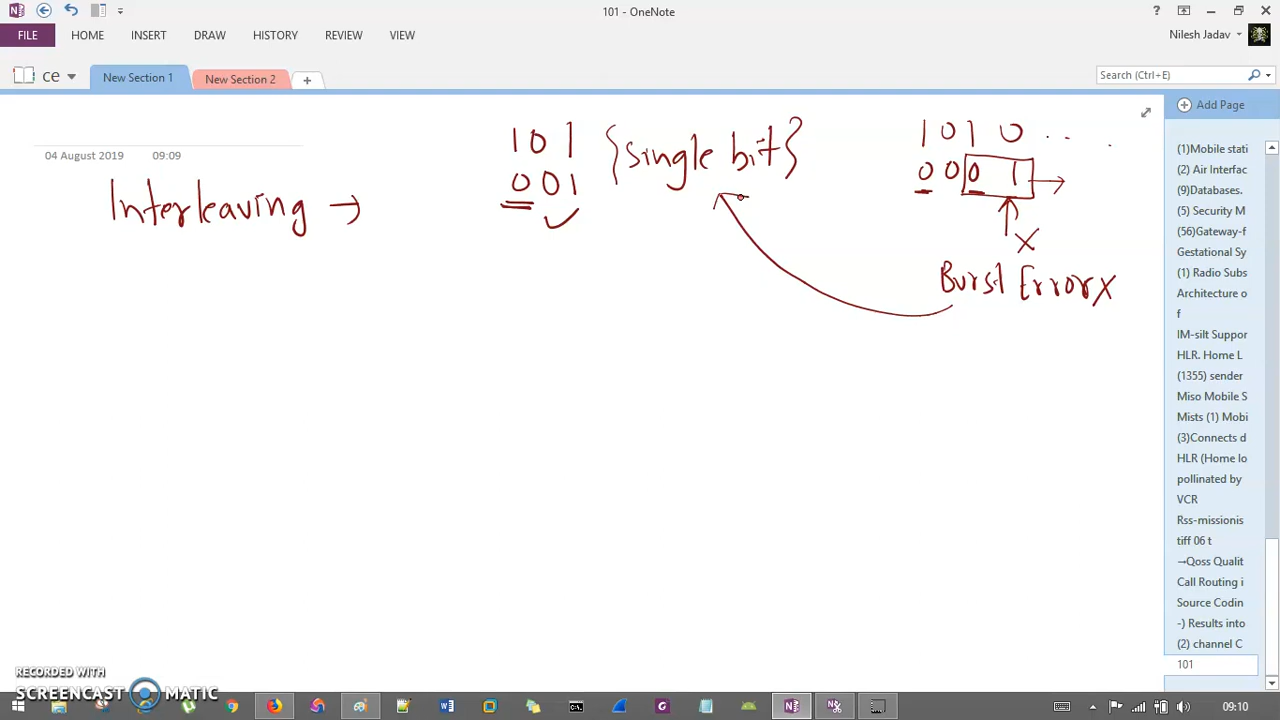 101 - OneNote
FILE HOME INSERT DRAW HISTORY REVIEW VIEW
Nilesh Jadav
ce
New Section 1
New Section 2
Search (Ctrl+E)
04 August 2019 09:09
Interleaving →
101 {single bit}
001
1010 . . .
0001 →
X
Burst Error X
Add Page
(1)Mobile stati
(2) Air Interfac
(9)Databases.
(5) Security M
(56)Gateway-f
Gestational Sy
(1) Radio Subs
Architecture o
f
IM-silt Suppor
HLR. Home L
(1355) sender
Miso Mobile S
Mists (1) Mobi
(3)Connects d
HLR (Home lo
pollinated by
VCR
Rss-missionis
tiff 06 t
→Qoss Qualit
Call Routing i
Source Codin
-) Results into
(2) channel C
101
RECORDED WITH
SCREENCAST MATIC
09:10